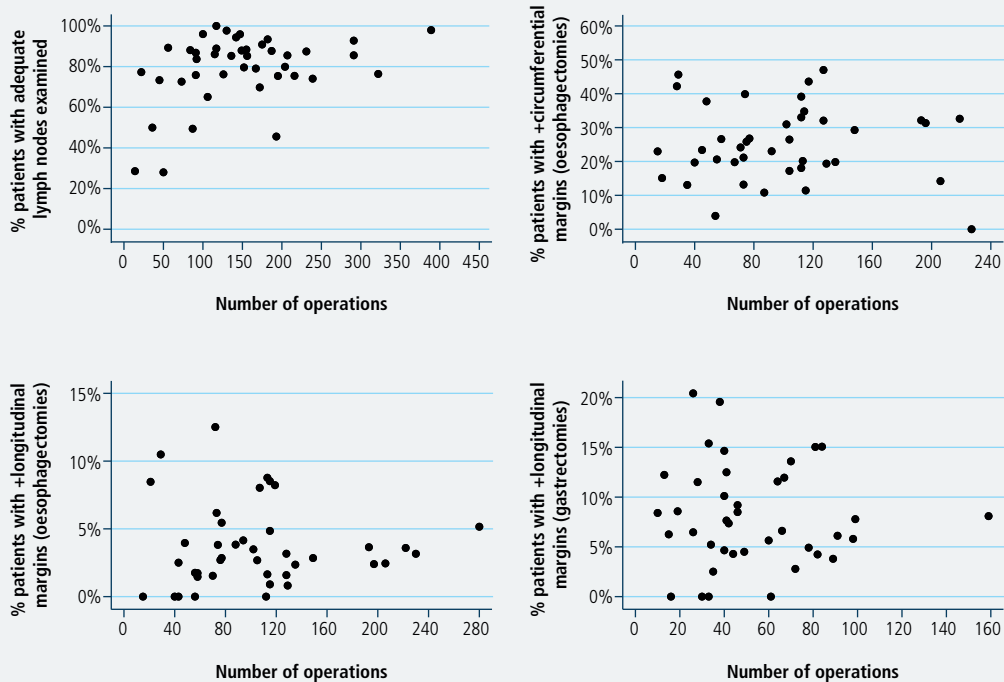 % patients with adequate
lymph nodes examined
100%
80%
60%
40%
20%
0%
0 50 100 150 200 250 300 350 400 450
Number of operations
% patients with +circumferential
margins (oesophagectomies)
60%
50%
40%
30%
20%
10%
0%
0 40 80 120 160 200 240
Number of operations
% patients with +longitudinal
margins (oesophagectomies)
15%
10%
5%
0%
0 40 80 120 160 200 240 280
Number of operations
% patients with +longitudinal
margins (gastrectomies)
20%
15%
10%
5%
0%
0 20 40 60 80 100 120 140 160
Number of operations